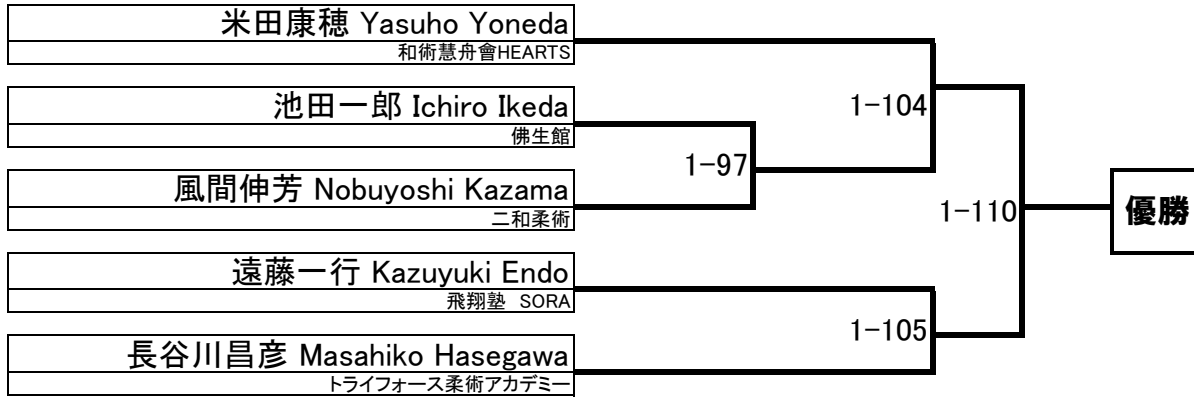 米田康穂 Yasuho Yoneda
和術慧舟會HEARTS
池田一郎 Ichiro Ikeda
佛生館
1-104
1-97
風間伸芳 Nobuyoshi Kazama
二和柔術
1-110
優勝
遠藤一行 Kazuyuki Endo
飛翔塾　SORA
1-105
長谷川昌彦 Masahiko Hasegawa
トライフォース柔術アカデミー